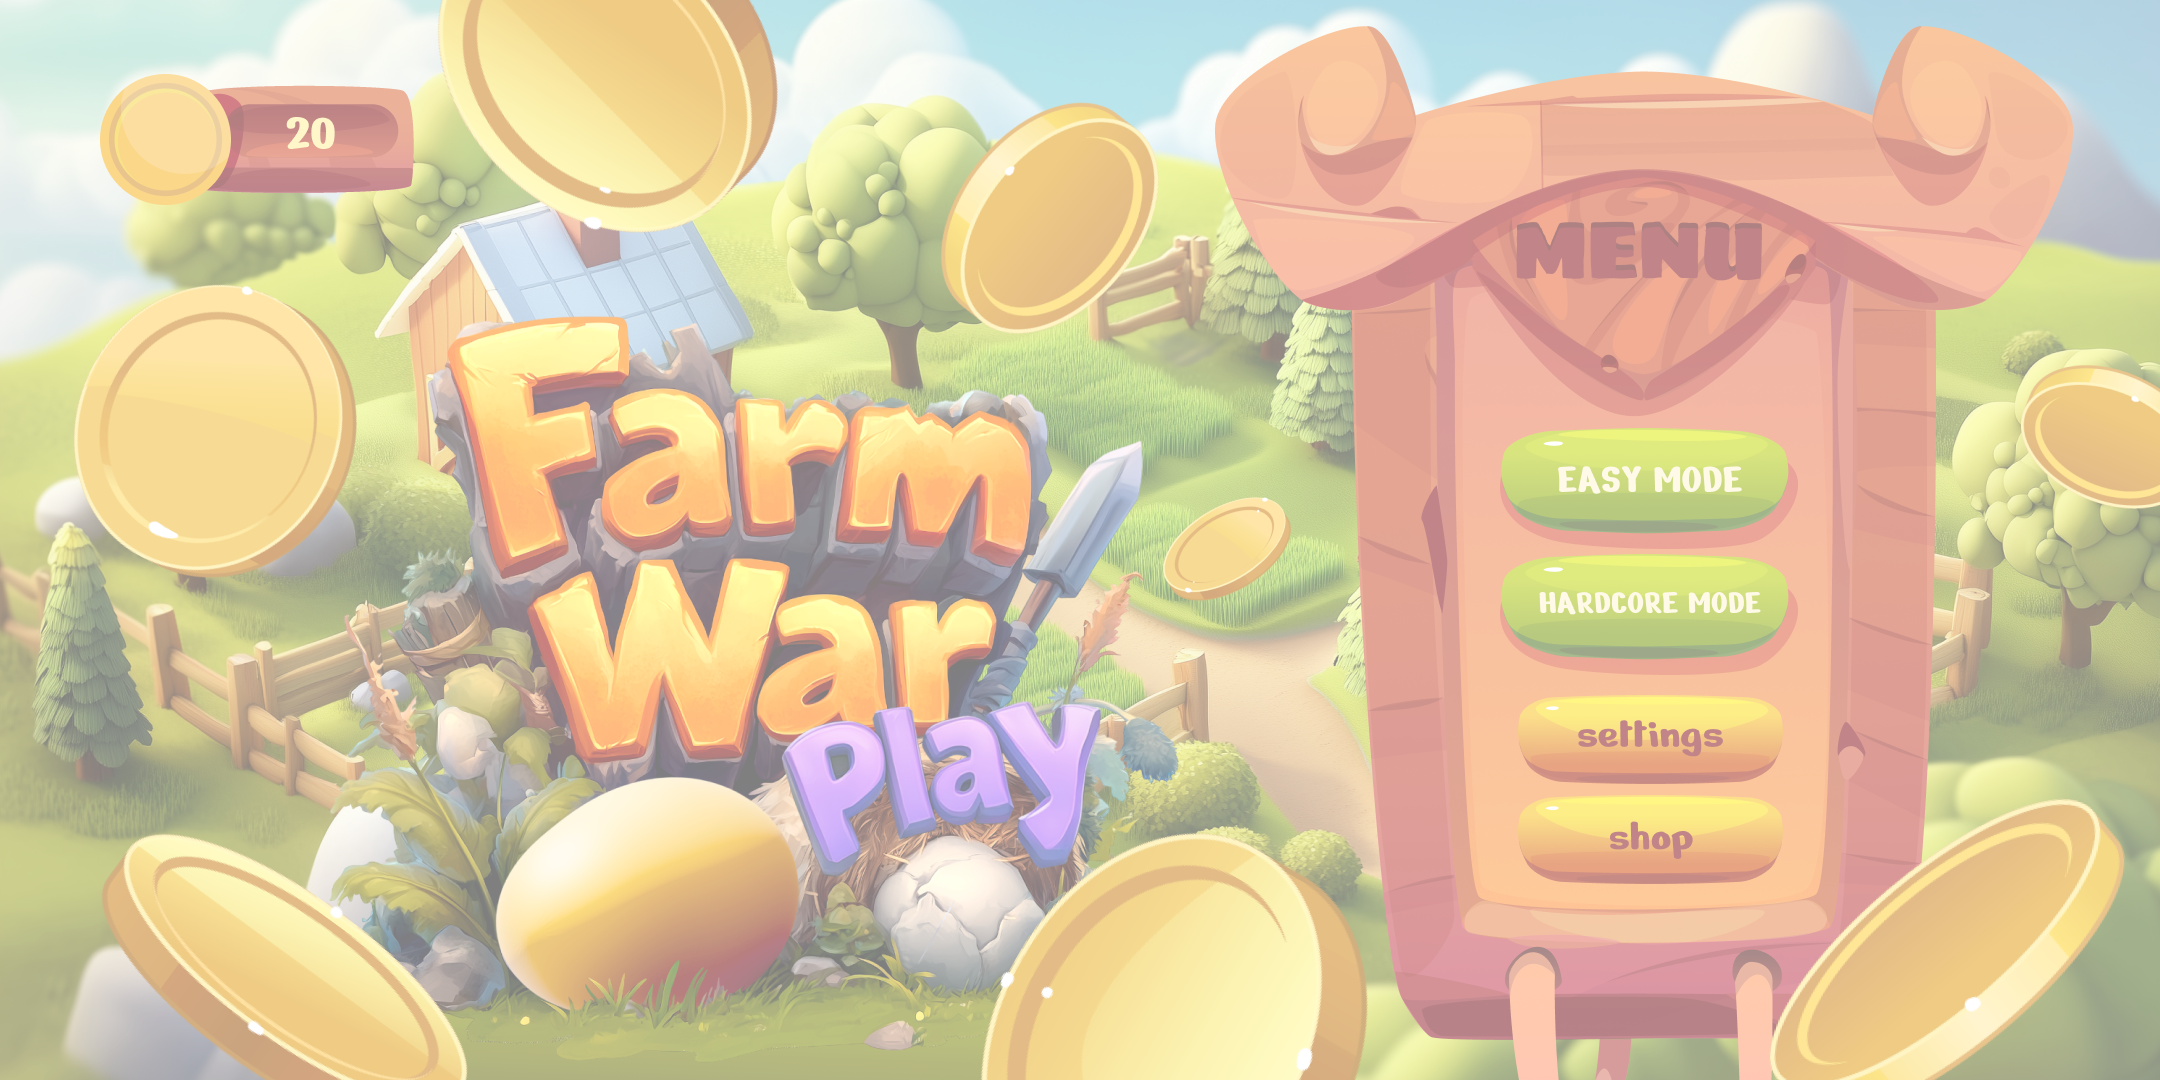 20
Farm
War
Play
MENU
EASY MODE
HARDCORE MODE
settings
shop